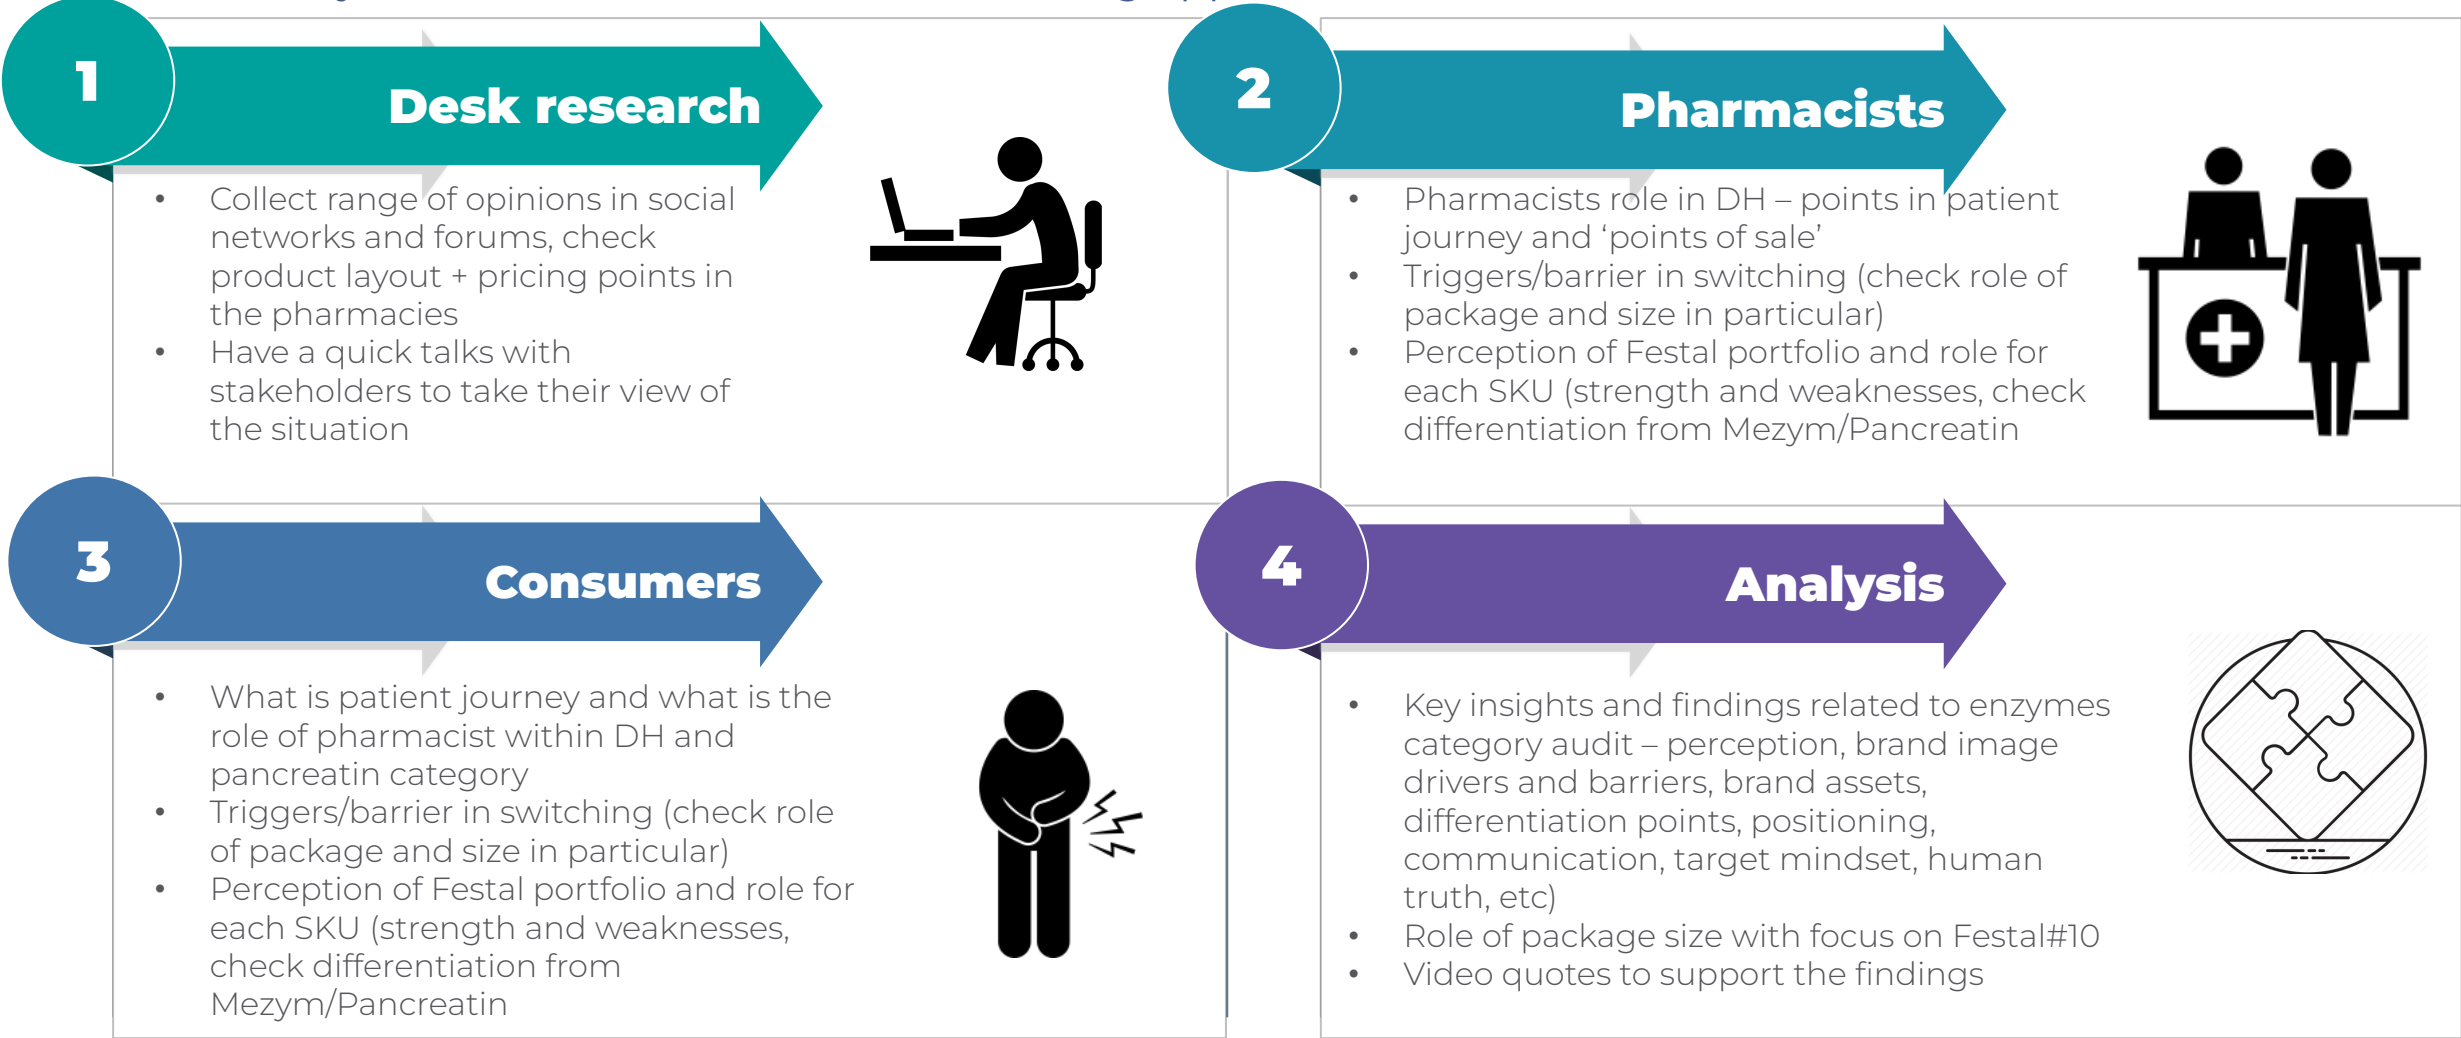 1
Desk research
• Collect range of opinions in social
networks and forums, check
product layout + pricing points in
the pharmacies
• Have a quick talks with
stakeholders to take their view of
the situation
2
Pharmacists
• Pharmacists role in DH – points in patient
journey and ‘points of sale’
• Triggers/barrier in switching (check role of
package and size in particular)
• Perception of Festal portfolio and role for
each SKU (strength and weaknesses, check
differentiation from Mezym/Pancreatin
3
Consumers
• What is patient journey and what is the
role of pharmacist within DH and
pancreatin category
• Triggers/barrier in switching (check role
of package and size in particular)
• Perception of Festal portfolio and role for
each SKU (strength and weaknesses,
check differentiation from
Mezym/Pancreatin
4
Analysis
• Key insights and findings related to enzymes
category audit – perception, brand image
drivers and barriers, brand assets,
differentiation points, positioning,
communication, target mindset, human
truth, etc)
• Role of package size with focus on Festal#10
• Video quotes to support the findings